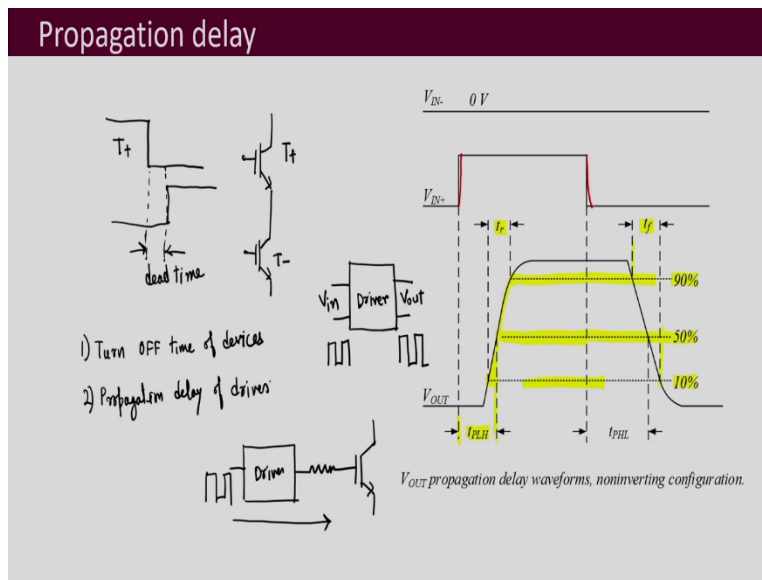 Propagation delay
V_IN- 0 V
V_IN+
T+
dead time
T+
T-
Vin Driver Vout
1) Turn OFF time of devices
2) Propagation delay of drives
Driver
t_r
t_f
90%
50%
10%
V_OUT
t_PLH
t_PHL
V_OUT propagation delay waveforms, noninverting configuration.